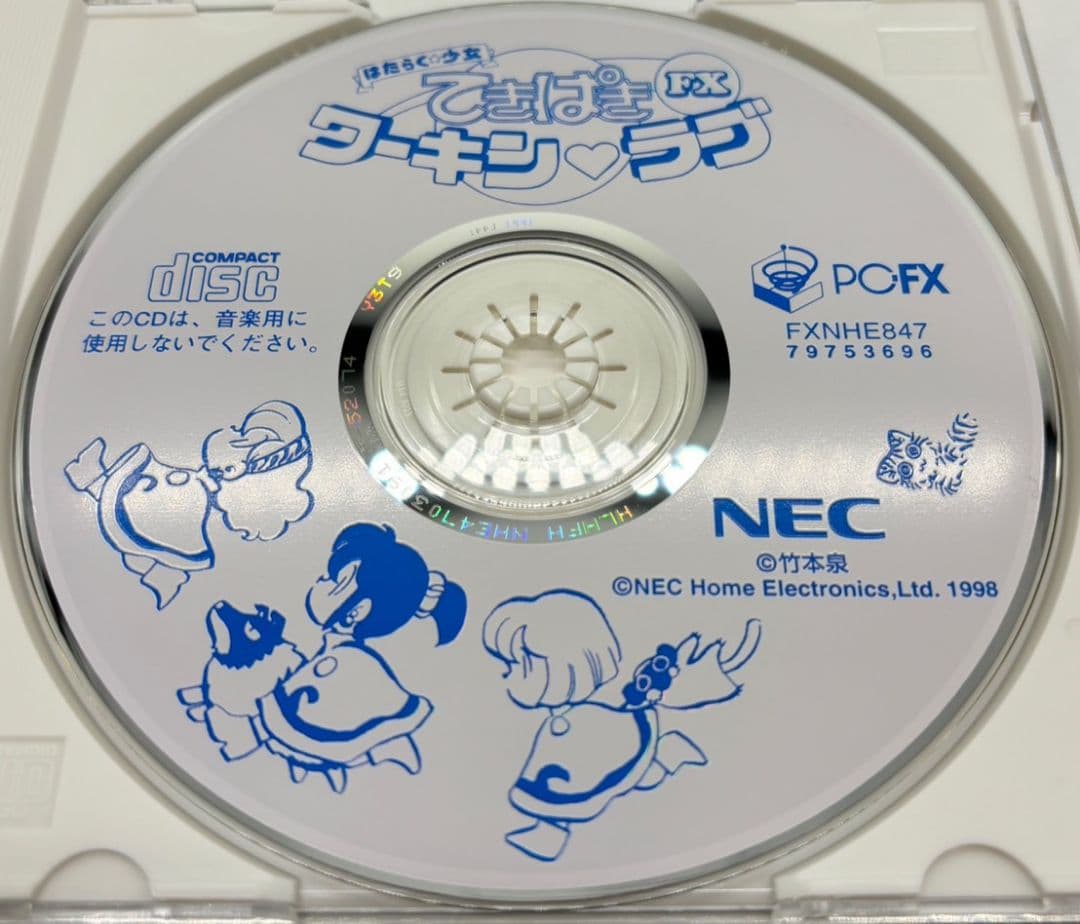 はたらく☆少女
てきぱき
FX
ワーキン♡ラブ
COMPACT
disc
このCDは、音楽用に
使用しないでください。
PC-FX
FXNHE847
79753696
NEC
©竹本泉
©NEC Home Electronics,Ltd. 1998